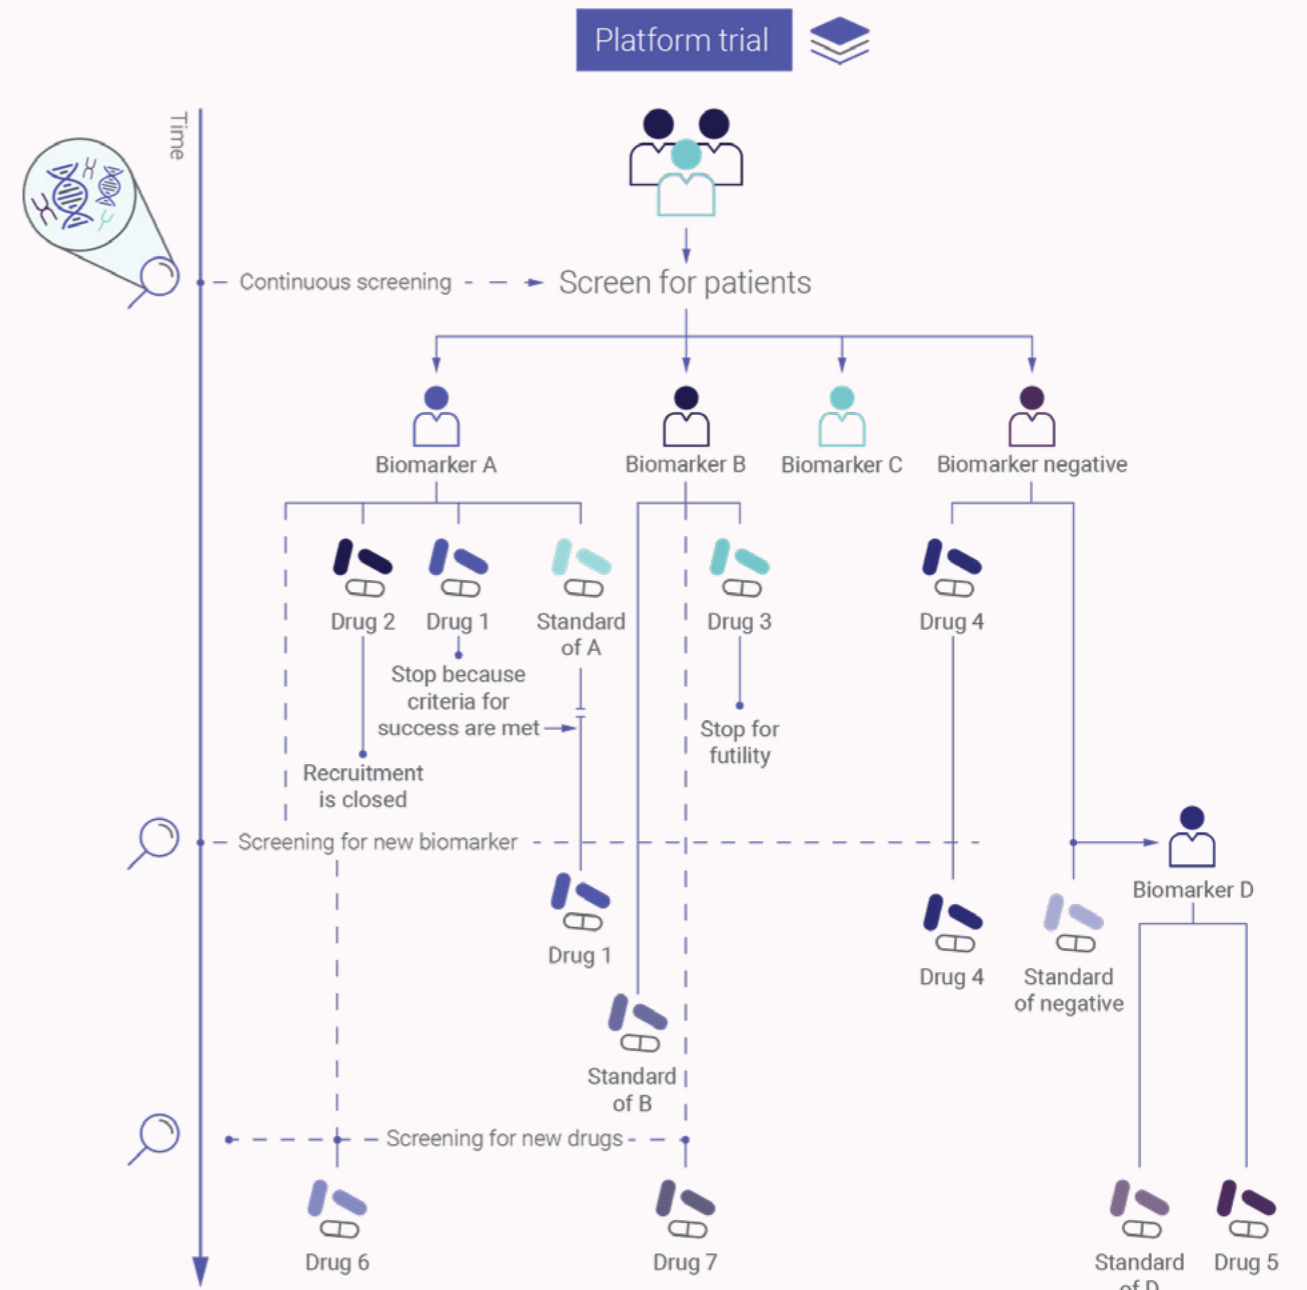 Platform trial
Time
Continuous screening
Screen for patients
Biomarker A
Biomarker B
Biomarker C
Biomarker negative
Drug 2
Drug 1
Standard
of A
Drug 3
Drug 4
Stop because
criteria for
success are met
Stop for
futility
Recruitment
is closed
Screening for new biomarker
Biomarker D
Drug 1
Drug 4
Standard
of negative
Standard
of B
Screening for new drugs
Drug 6
Drug 7
Standard
of D
Drug 5